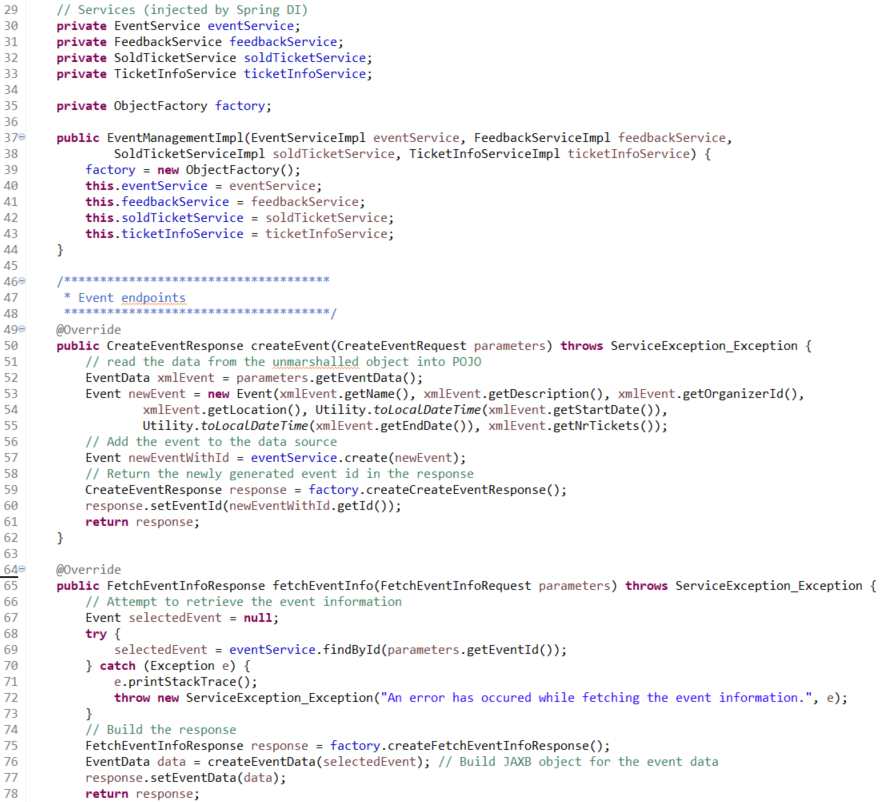 29 // Services (injected by Spring DI)
30 private EventService eventService;
31 private FeedbackService feedbackService;
32 private SoldTicketService soldTicketService;
33 private TicketInfoService ticketInfoService;
34
35 private ObjectFactory factory;
36
37 public EventManagementImpl(EventServiceImpl eventService, FeedbackServiceImpl feedbackService,
38 SoldTicketServiceImpl soldTicketService, TicketInfoServiceImpl ticketInfoService) {
39 factory = new ObjectFactory();
40 this.eventService = eventService;
41 this.feedbackService = feedbackService;
42 this.soldTicketService = soldTicketService;
43 this.ticketInfoService = ticketInfoService;
44 }
45
46 /*************************************
47 * Event endpoints
48 *************************************/
49 @Override
50 public CreateEventResponse createEvent(CreateEventRequest parameters) throws ServiceException_Exception {
51 // read the data from the unmarshalled object into POJO
52 EventData xmlEvent = parameters.getEventData();
53 Event newEvent = new Event(xmlEvent.getName(), xmlEvent.getDescription(), xmlEvent.getOrganizerId(),
54 xmlEvent.getLocation(), Utility.toLocalDateTime(xmlEvent.getStartDate()),
55 Utility.toLocalDateTime(xmlEvent.getEndDate()), xmlEvent.getNrTickets());
56 // Add the event to the data source
57 Event newEventWithId = eventService.create(newEvent);
58 // Return the newly generated event id in the response
59 CreateEventResponse response = factory.createCreateEventResponse();
60 response.setEventId(newEventWithId.getId());
61 return response;
62 }
63
64 @Override
65 public FetchEventInfoResponse fetchEventInfo(FetchEventInfoRequest parameters) throws ServiceException_Exception {
66 // Attempt to retrieve the event information
67 Event selectedEvent = null;
68 try {
69 selectedEvent = eventService.findById(parameters.getEventId());
70 } catch (Exception e) {
71 e.printStackTrace();
72 throw new ServiceException_Exception("An error has occured while fetching the event information.", e);
73 }
74 // Build the response
75 FetchEventInfoResponse response = factory.createFetchEventInfoResponse();
76 EventData data = createEventData(selectedEvent); // Build JAXB object for the event data
77 response.setEventData(data);
78 return response;